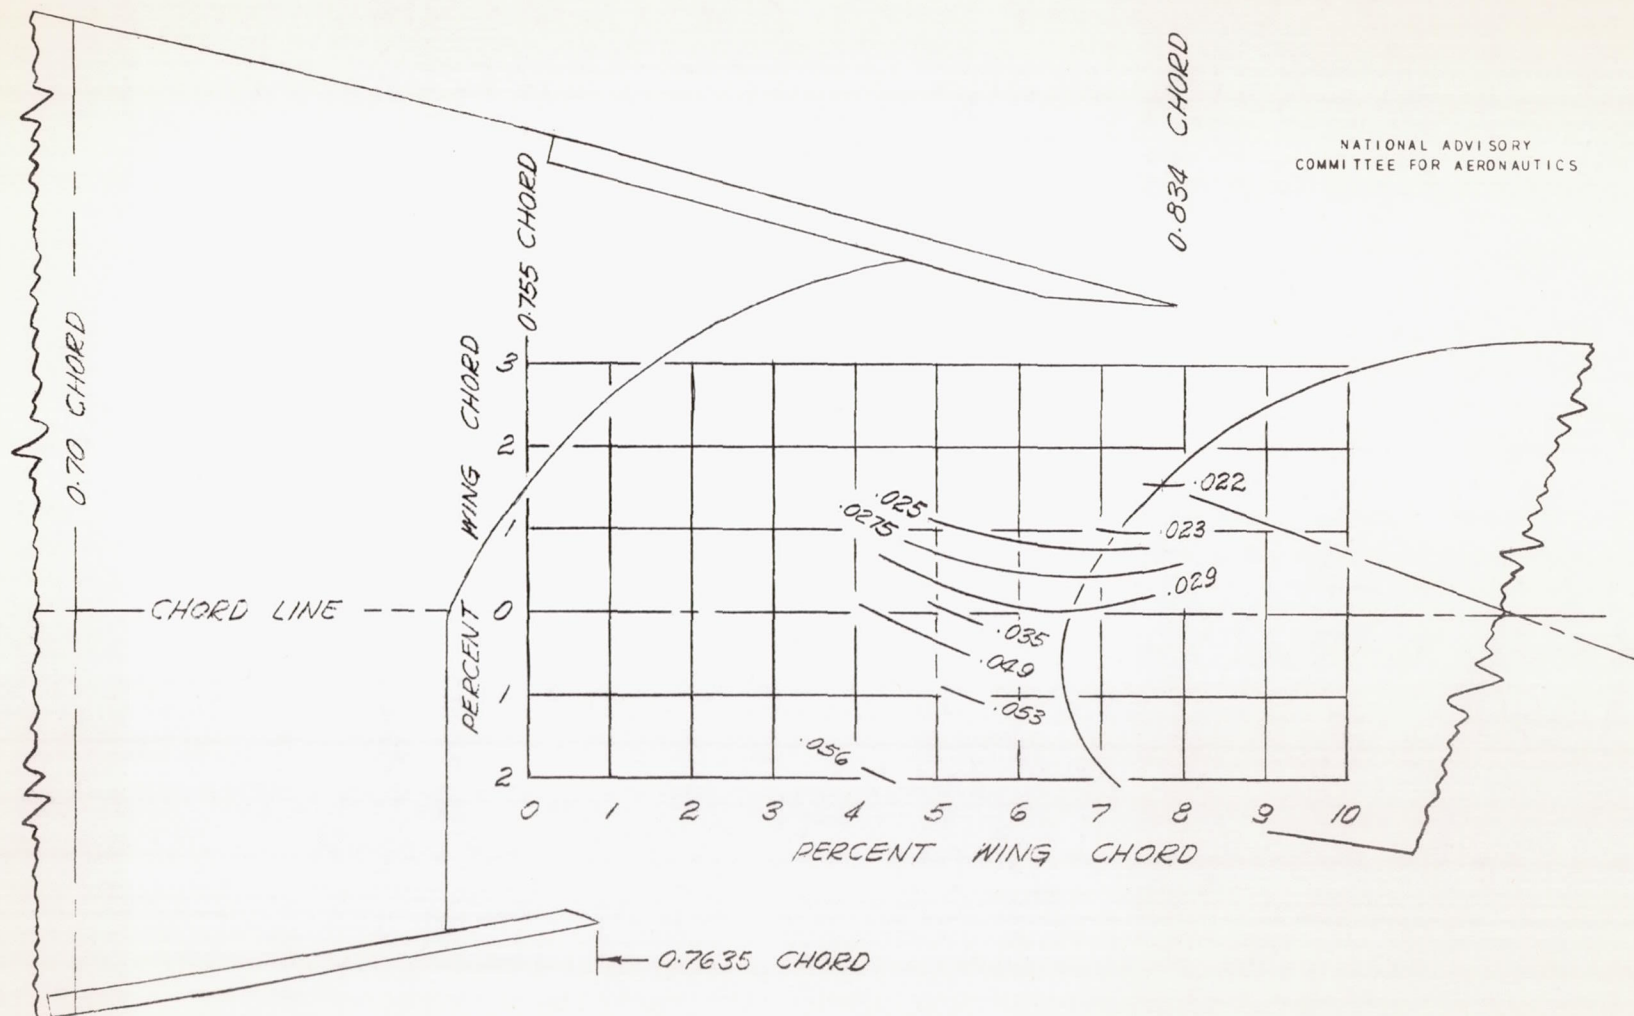 NATIONAL ADVISORY
COMMITTEE FOR AERONAUTICS
0.834 CHORD
0.755 CHORD
0.70 CHORD
PERCENT WING CHORD
3
2
1
0
1
2
CHORD LINE
.022
.023
.025
.0275
.029
.035
.049
.053
.056
0 1 2 3 4 5 6 7 8 9 10
PERCENT WING CHORD
0.7635 CHORD